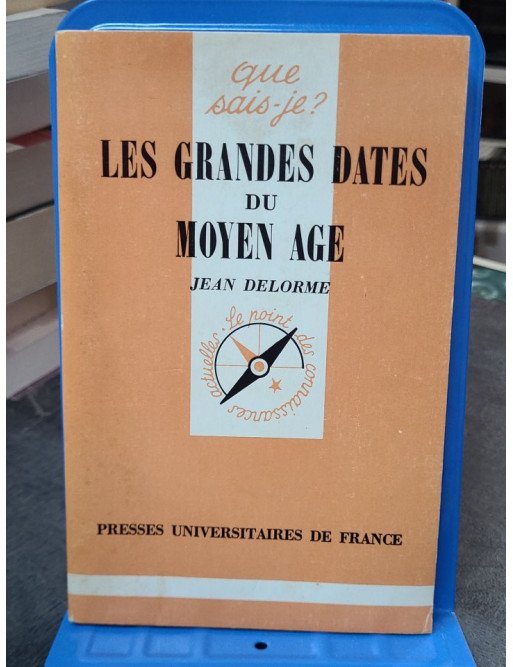 que
sais-je?
LES GRANDES DATES
DU
MOYEN AGE
JEAN DELORME
Le point des connaissances actuelles
PRESSES UNIVERSITAIRES DE FRANCE